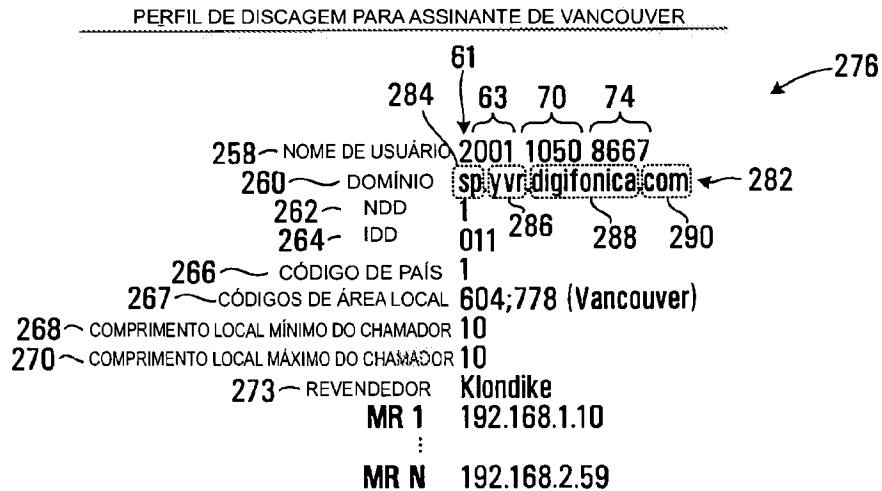 PERFIL DE DISCAGEM PARA ASSINANTE DE VANCOUVER
61
276
284 63 70 74
258 NOME DE USUÁRIO 2001 1050 8667
260 DOMÍNIO sp yvr digifonica com 282
262 NDD 1 286 288 290
264 IDD 011
266 CÓDIGO DE PAÍS 1
267 CÓDIGOS DE ÁREA LOCAL 604;778 (Vancouver)
268 COMPRIMENTO LOCAL MÍNIMO DO CHAMADOR 10
270 COMPRIMENTO LOCAL MÁXIMO DO CHAMADOR 10
273 REVENDEDOR Klondike
MR 1 192.168.1.10
⋮
MR N 192.168.2.59